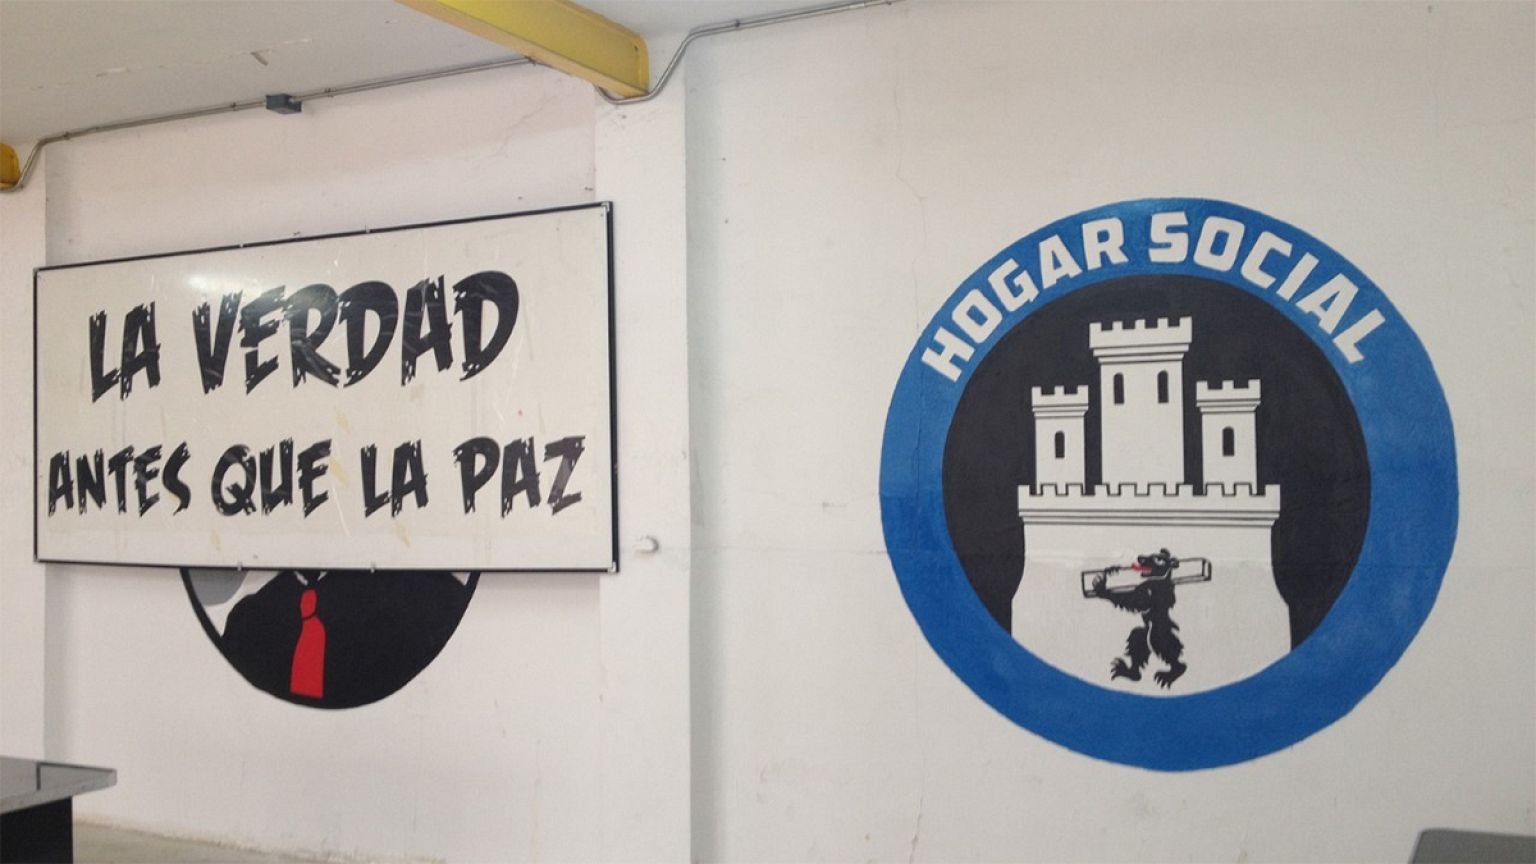 LA VERDAD
ANTES QUE LA PAZ
HOGAR SOCIAL